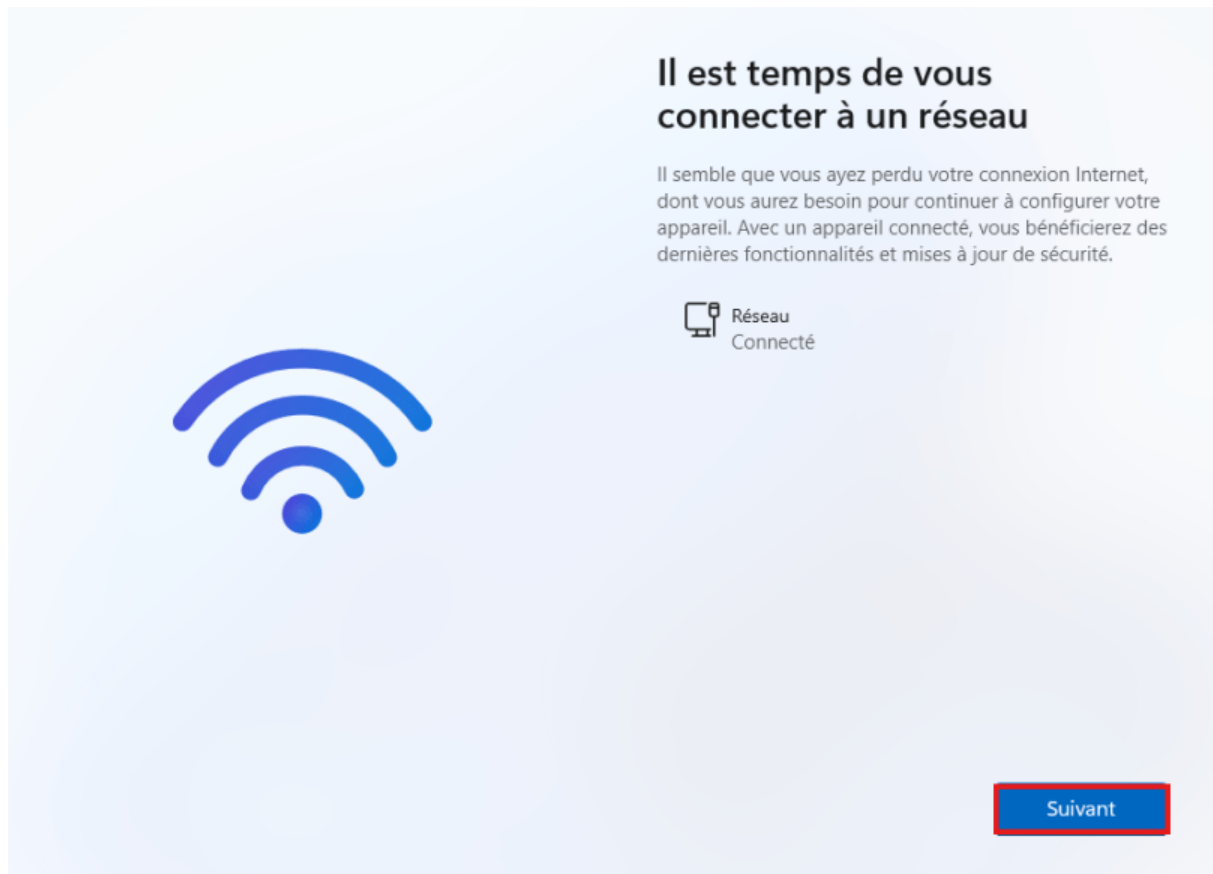 Il est temps de vous
connecter à un réseau
Il semble que vous ayez perdu votre connexion Internet,
dont vous aurez besoin pour continuer à configurer votre
appareil. Avec un appareil connecté, vous bénéficierez des
dernières fonctionnalités et mises à jour de sécurité.
Réseau
Connecté
Suivant